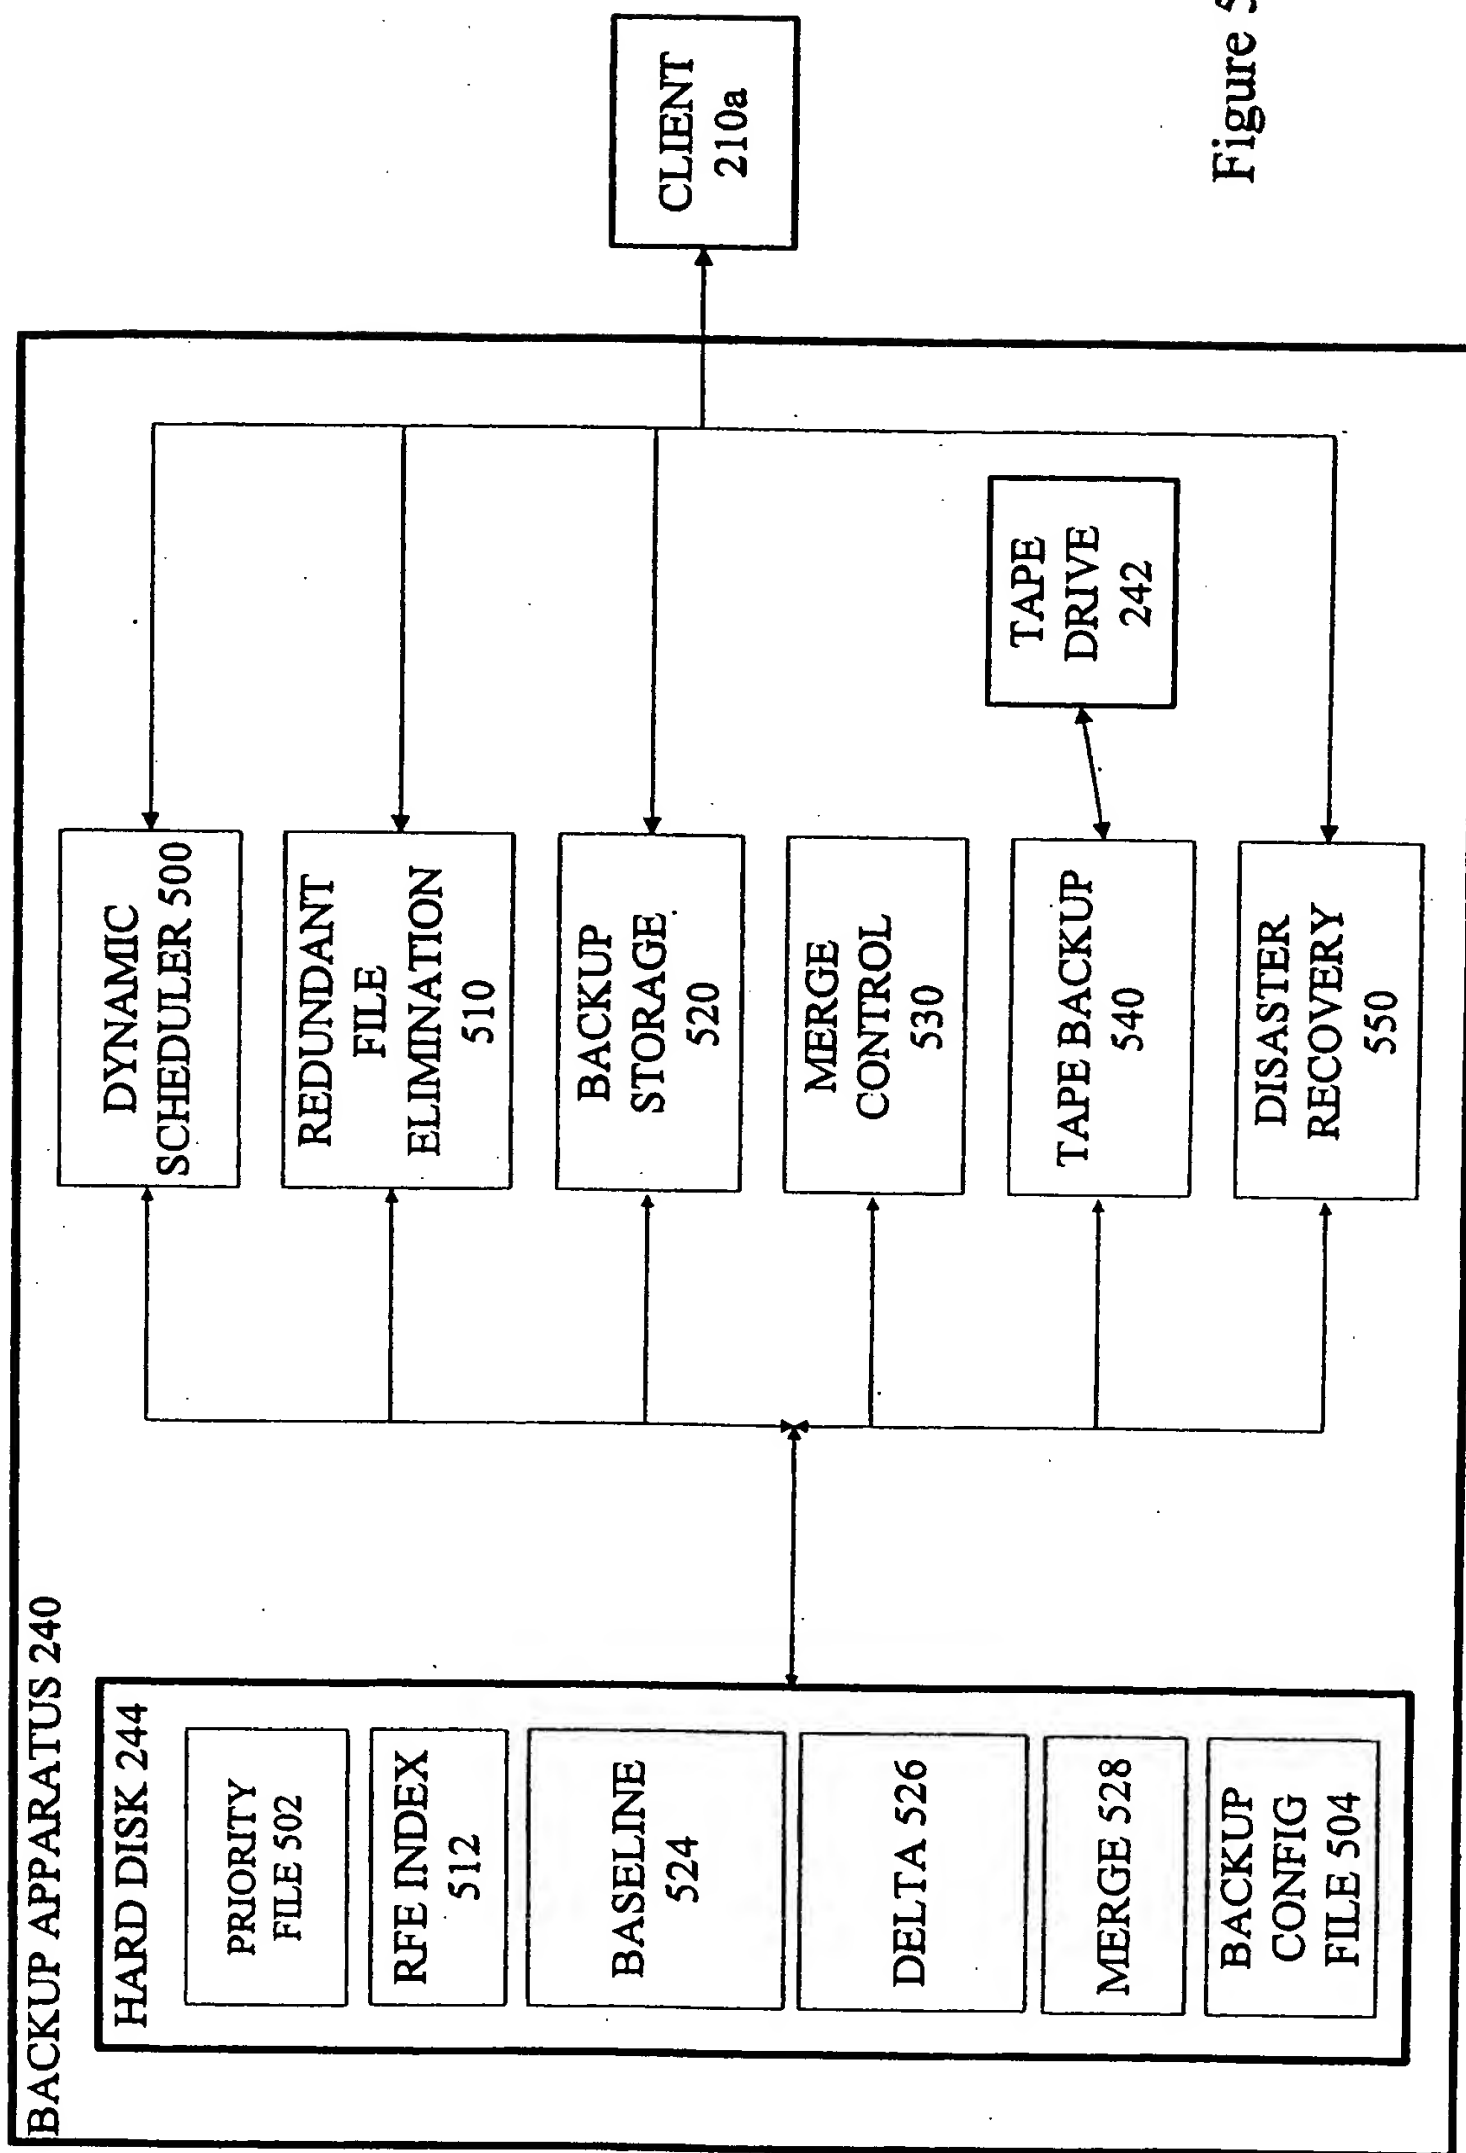 BACKUP APPARATUS 240
HARD DISK 244
PRIORITY
FILE 502
RFE INDEX
512
BASELINE
524
DELTA 526
MERGE 528
BACKUP
CONFIG
FILE 504
DYNAMIC
SCHEDULER 500
REDUNDANT
FILE
ELIMINATION
510
BACKUP
STORAGE
520
MERGE
CONTROL
530
TAPE BACKUP
540
DISASTER
RECOVERY
550
TAPE
DRIVE
242
CLIENT
210a
Figure 5